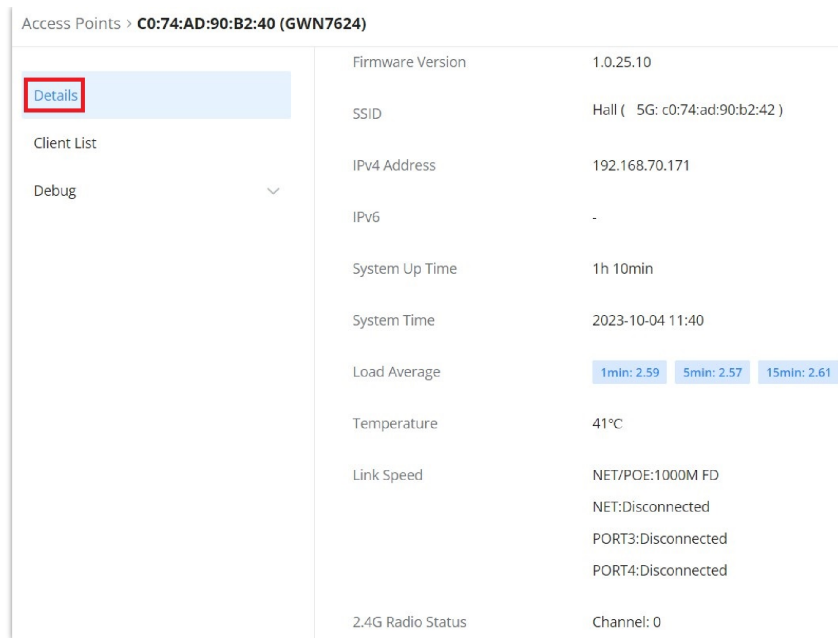 Access Points > C0:74:AD:90:B2:40 (GWN7624)
Details
Client List
Debug
Firmware Version 1.0.25.10
SSID Hall ( 5G: c0:74:ad:90:b2:42 )
IPv4 Address 192.168.70.171
IPv6 -
System Up Time 1h 10min
System Time 2023-10-04 11:40
Load Average 1min: 2.59 5min: 2.57 15min: 2.61
Temperature 41°C
Link Speed NET/POE:1000M FD
NET:Disconnected
PORT3:Disconnected
PORT4:Disconnected
2.4G Radio Status Channel: 0